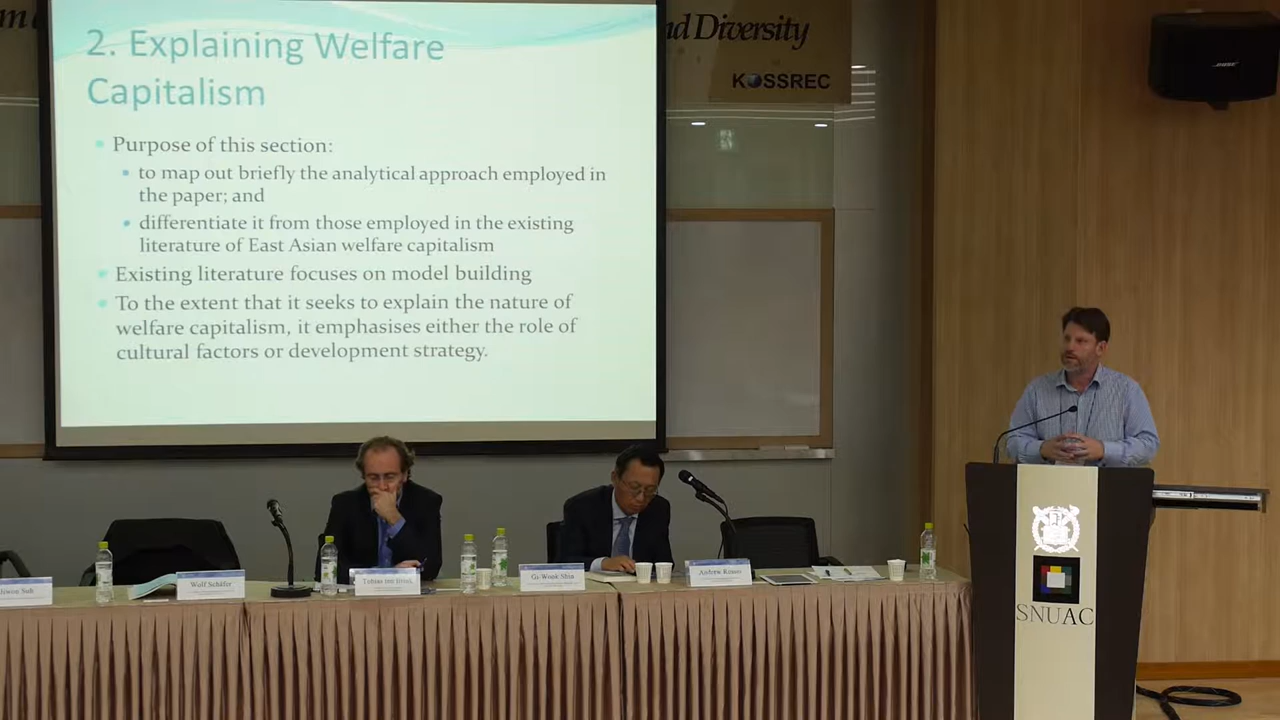 nd Diversity
KOSSREC
BOSE
2. Explaining Welfare
Capitalism
• Purpose of this section:
• to map out briefly the analytical approach employed in
the paper; and
• differentiate it from those employed in the existing
literature of East Asian welfare capitalism
• Existing literature focuses on model building
• To the extent that it seeks to explain the nature of
welfare capitalism, it emphasises either the role of
cultural factors or development strategy.
Wolf Schäfer
Gy-Wook Shin
SNUAC